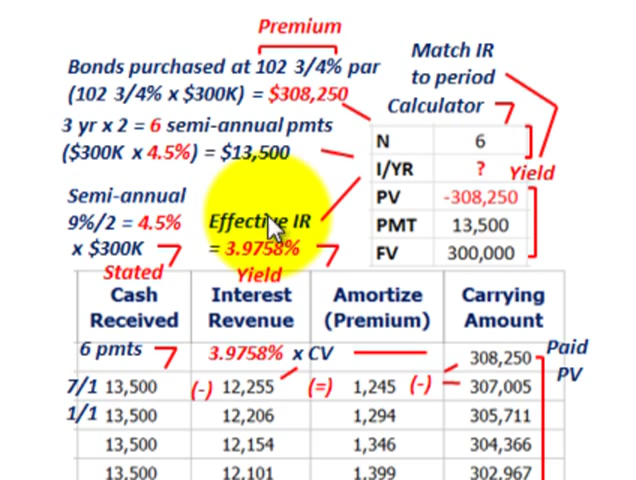 Premium
Bonds purchased at 102 3/4% par
(102 3/4% x $300K) = $308,250
3 yr x 2 = 6 semi-annual pmts
($300K x 4.5%) = $13,500
Semi-annual
9%/2 = 4.5%
x $300K
Stated
Effective IR
= 3.9758%
Yield
Match IR
to period
Calculator
N 6
I/YR ? Yield
PV -308,250
PMT 13,500
FV 300,000
Cash Received Interest Revenue Amortize (Premium) Carrying Amount
6 pmts 3.9758% x CV 308,250 Paid PV
7/1 13,500 (-) 12,255 (=) 1,245 (-) 307,005
1/1 13,500 12,206 1,294 305,711
13,500 12,154 1,346 304,366
13,500 12,101 1,399 302,967